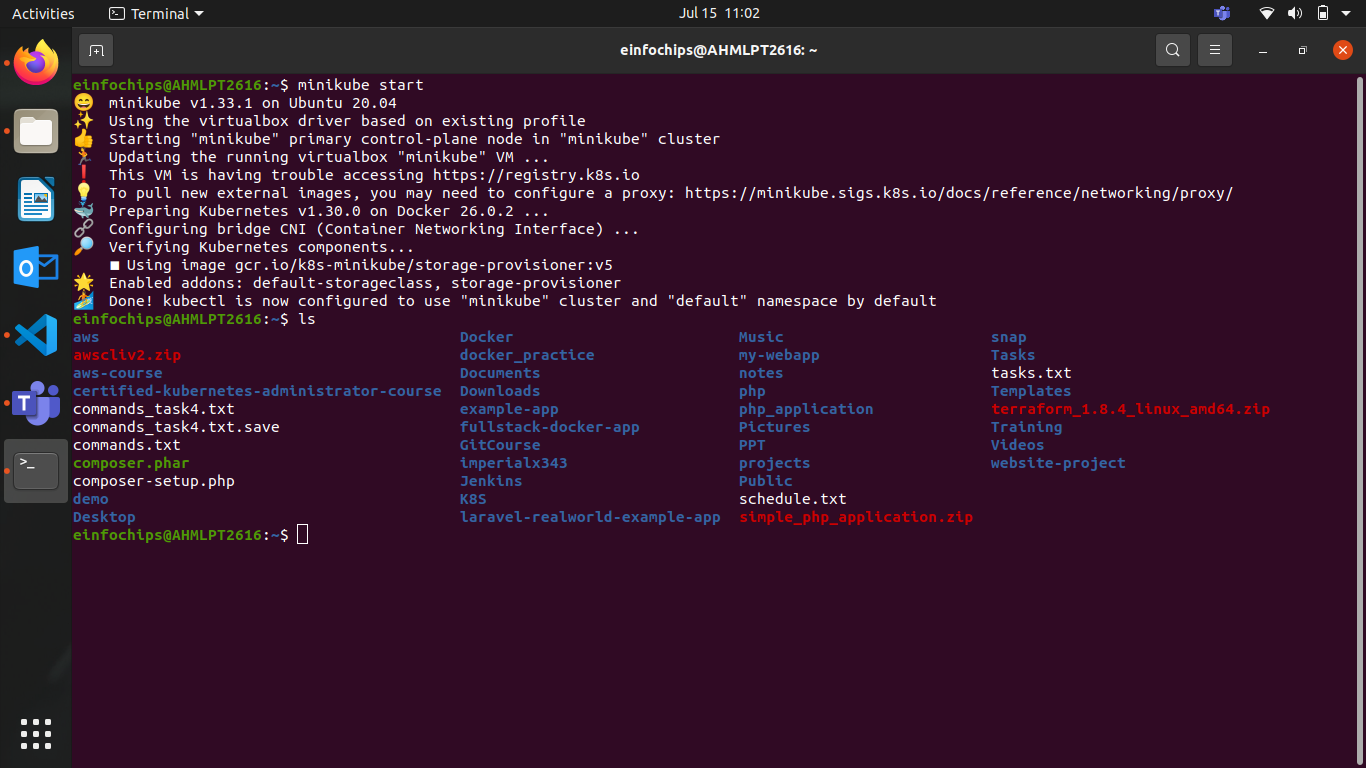 Activities Terminal Jul 15 11:02
einfochips@AHMLPT2616: ~
einfochips@AHMLPT2616:~$ minikube start
😄 minikube v1.33.1 on Ubuntu 20.04
✨ Using the virtualbox driver based on existing profile
👍 Starting "minikube" primary control-plane node in "minikube" cluster
🏃 Updating the running virtualbox "minikube" VM ...
❗ This VM is having trouble accessing https://registry.k8s.io
💡 To pull new external images, you may need to configure a proxy: https://minikube.sigs.k8s.io/docs/reference/networking/proxy/
🐳 Preparing Kubernetes v1.30.0 on Docker 26.0.2 ...
🔗 Configuring bridge CNI (Container Networking Interface) ...
🔎 Verifying Kubernetes components...
▪ Using image gcr.io/k8s-minikube/storage-provisioner:v5
🌟 Enabled addons: default-storageclass, storage-provisioner
🏄 Done! kubectl is now configured to use "minikube" cluster and "default" namespace by default
einfochips@AHMLPT2616:~$ ls
aws Docker Music snap
awscliv2.zip docker_practice my-webapp Tasks
aws-course Documents notes tasks.txt
certified-kubernetes-administrator-course Downloads php Templates
commands_task4.txt example-app php_application terraform_1.8.4_linux_amd64.zip
commands_task4.txt.save fullstack-docker-app Pictures Training
commands.txt GitCourse PPT Videos
composer.phar imperialx343 projects website-project
composer-setup.php Jenkins Public
demo K8S schedule.txt
Desktop laravel-realworld-example-app simple_php_application.zip
einfochips@AHMLPT2616:~$